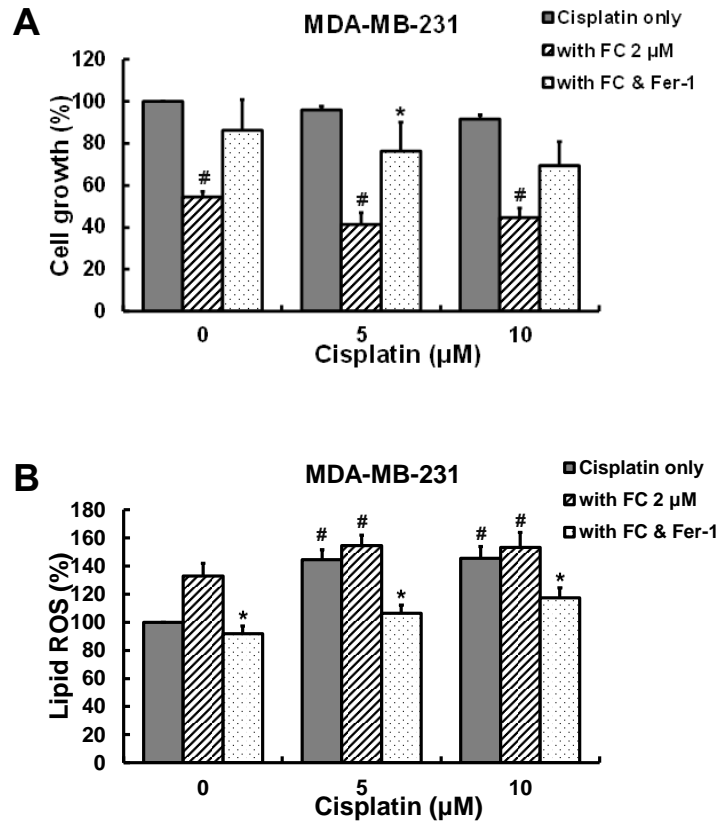 A
MDA-MB-231
Cisplatin only
with FC 2 μM
with FC & Fer-1
Cell growth (%)
120
100
80
60
40
20
0
#
#
*
#
0
5
10
Cisplatin (μM)
B
MDA-MB-231
Cisplatin only
with FC 2 μM
with FC & Fer-1
Lipid ROS (%)
180
160
140
120
100
80
60
40
20
0
*
#
#
*
#
#
*
0
5
10
Cisplatin (μM)